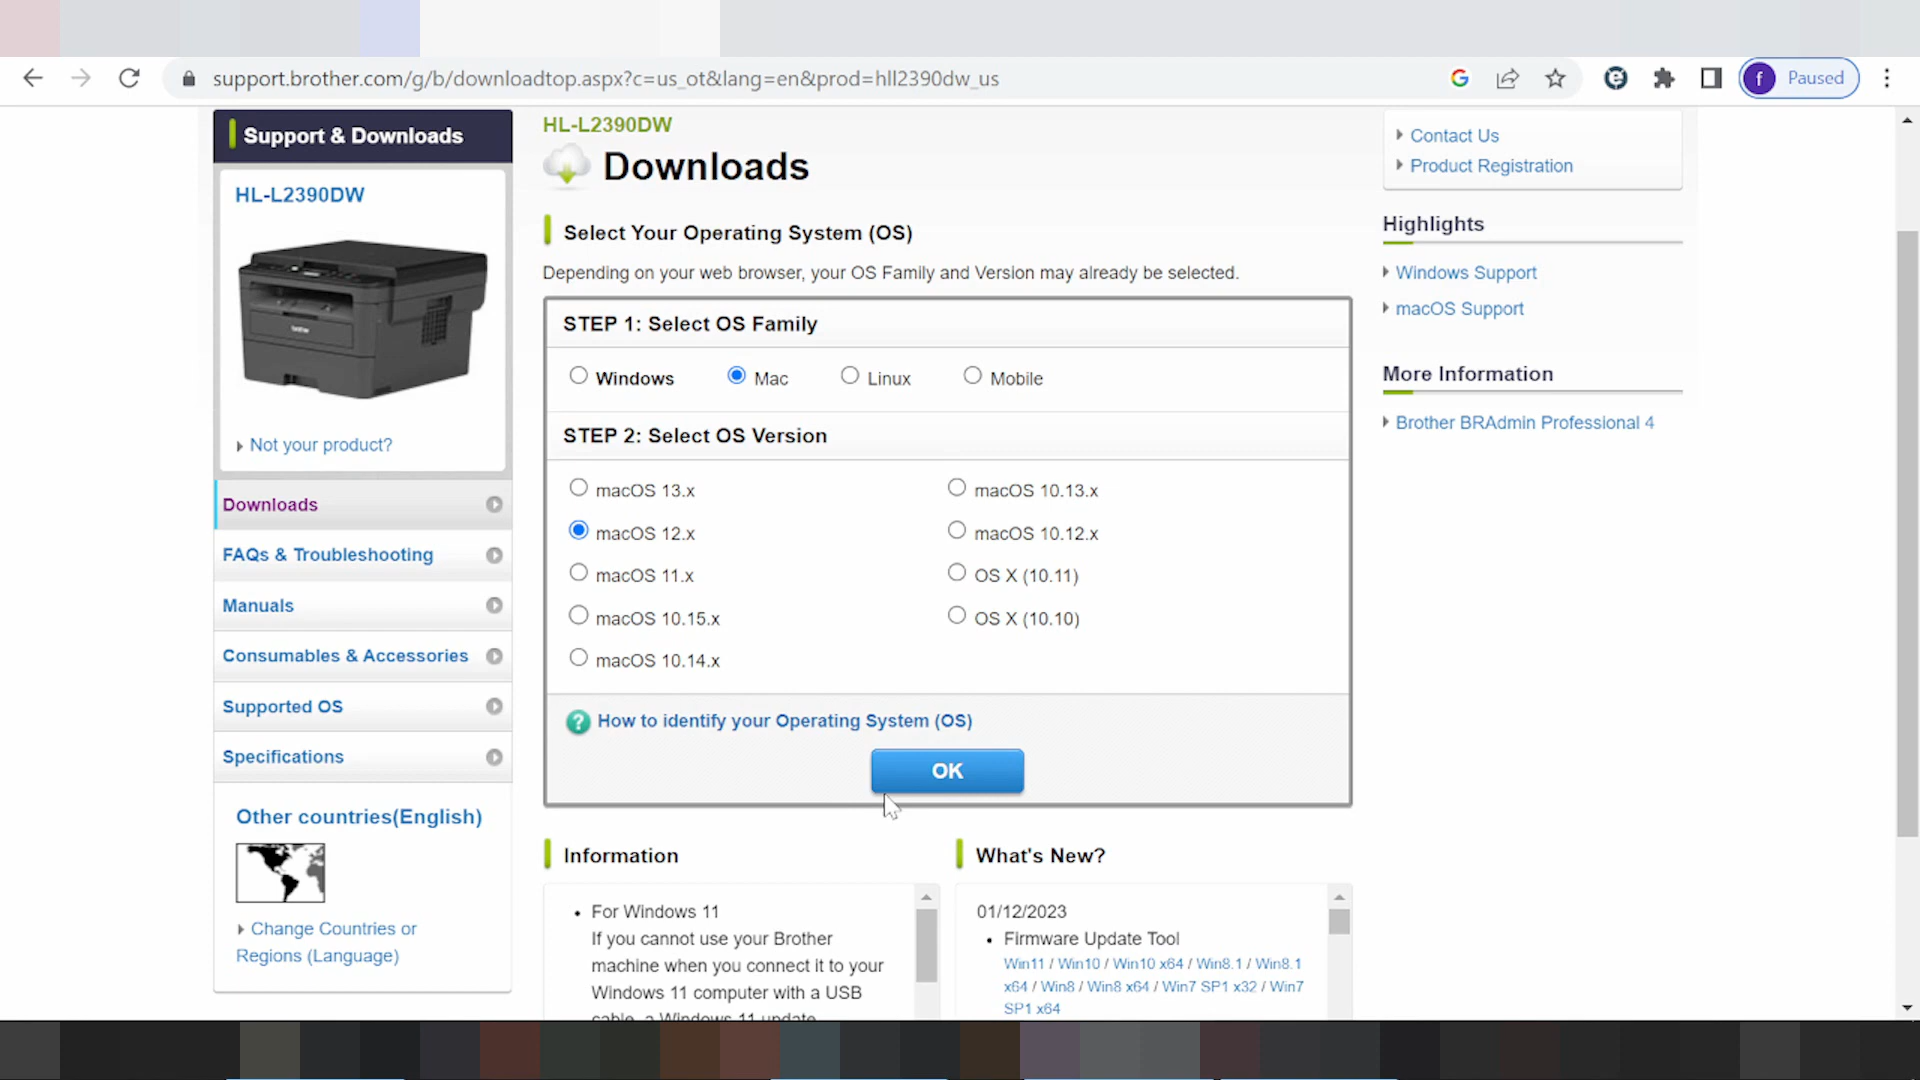 support.brother.com/g/b/downloadtop.aspx?c=us_ot&lang=en&prod=hll2390dw_us
G
f Paused
Support & Downloads
HL-L2390DW
brother
Not your product?
Downloads
FAQs & Troubleshooting
Manuals
Consumables & Accessories
Supported OS
Specifications
Other countries(English)
Change Countries or
Regions (Language)
HL-L2390DW
Downloads
Select Your Operating System (OS)
Depending on your web browser, your OS Family and Version may already be selected.
STEP 1: Select OS Family
Windows Mac Linux Mobile
STEP 2: Select OS Version
macOS 13.x macOS 10.13.x
macOS 12.x macOS 10.12.x
macOS 11.x OS X (10.11)
macOS 10.15.x OS X (10.10)
macOS 10.14.x
? How to identify your Operating System (OS)
OK
Information
• For Windows 11
If you cannot use your Brother
machine when you connect it to your
Windows 11 computer with a USB
cable, a Windows 11 update
What's New?
01/12/2023
• Firmware Update Tool
Win11 / Win10 / Win10 x64 / Win8.1 / Win8.1
x64 / Win8 / Win8 x64 / Win7 SP1 x32 / Win7
SP1 x64
Contact Us
Product Registration
Highlights
Windows Support
macOS Support
More Information
Brother BRAdmin Professional 4